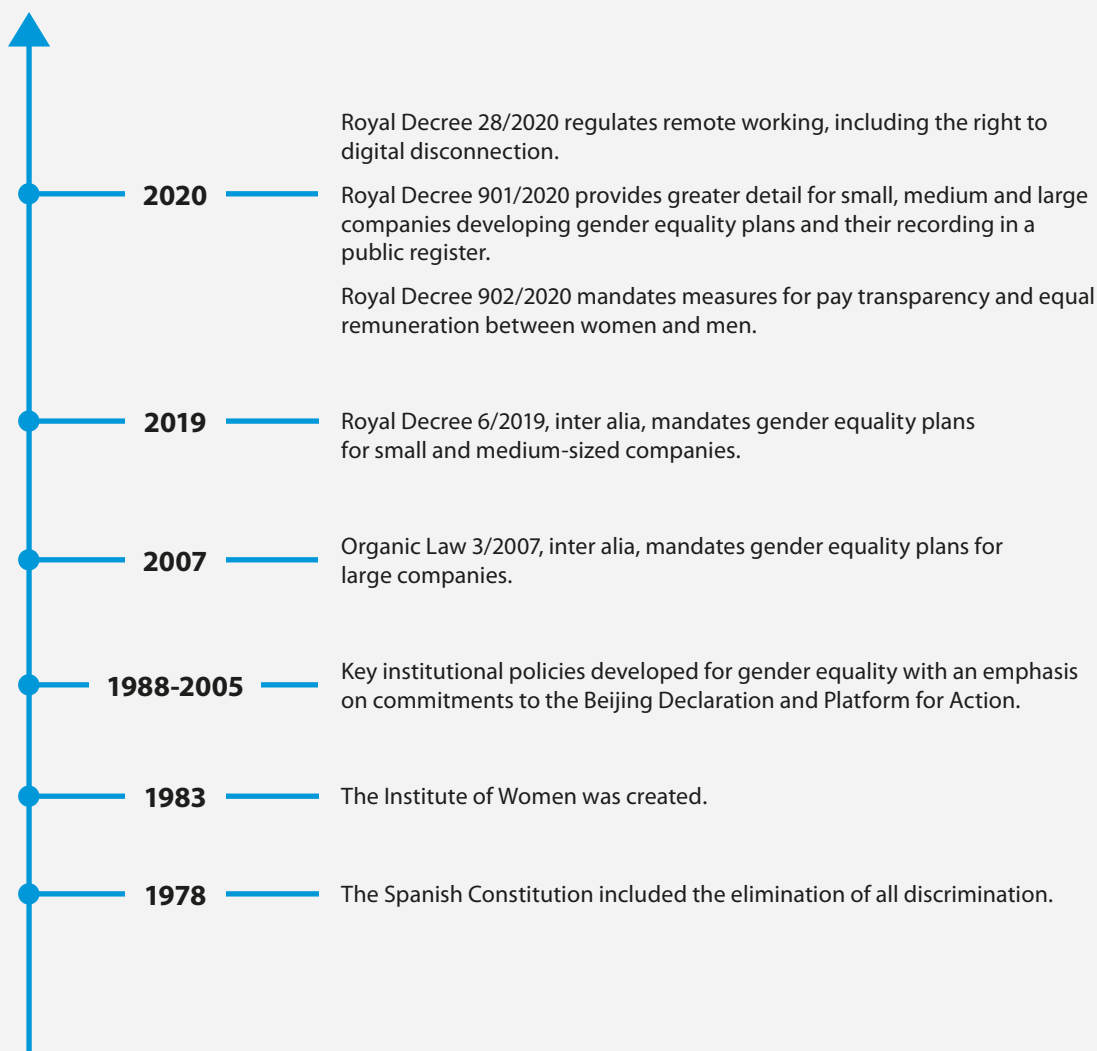 Royal Decree 28/2020 regulates remote working, including the right to
digital disconnection.
2020
Royal Decree 901/2020 provides greater detail for small, medium and large
companies developing gender equality plans and their recording in a
public register.
Royal Decree 902/2020 mandates measures for pay transparency and equal
remuneration between women and men.
2019
Royal Decree 6/2019, inter alia, mandates gender equality plans
for small and medium-sized companies.
2007
Organic Law 3/2007, inter alia, mandates gender equality plans for
large companies.
1988-2005
Key institutional policies developed for gender equality with an emphasis
on commitments to the Beijing Declaration and Platform for Action.
1983
The Institute of Women was created.
1978
The Spanish Constitution included the elimination of all discrimination.